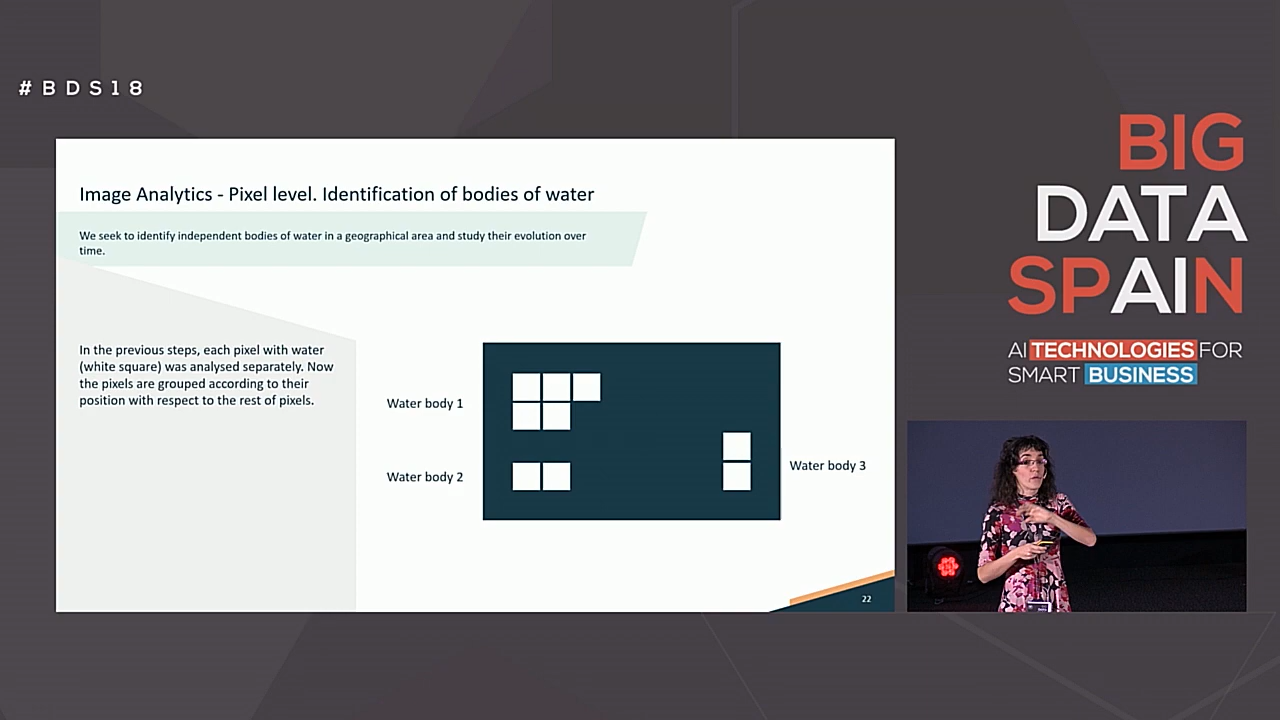 #BDS18
Image Analytics - Pixel level. Identification of bodies of water
We seek to identify independent bodies of water in a geographical area and study their evolution over
time.
In the previous steps, each pixel with water
(white square) was analysed separately. Now
the pixels are grouped according to their
position with respect to the rest of pixels.
Water body 1
Water body 2
Water body 3
22
BIG
DATA
SPAIN
AI TECHNOLOGIES FOR
SMART BUSINESS